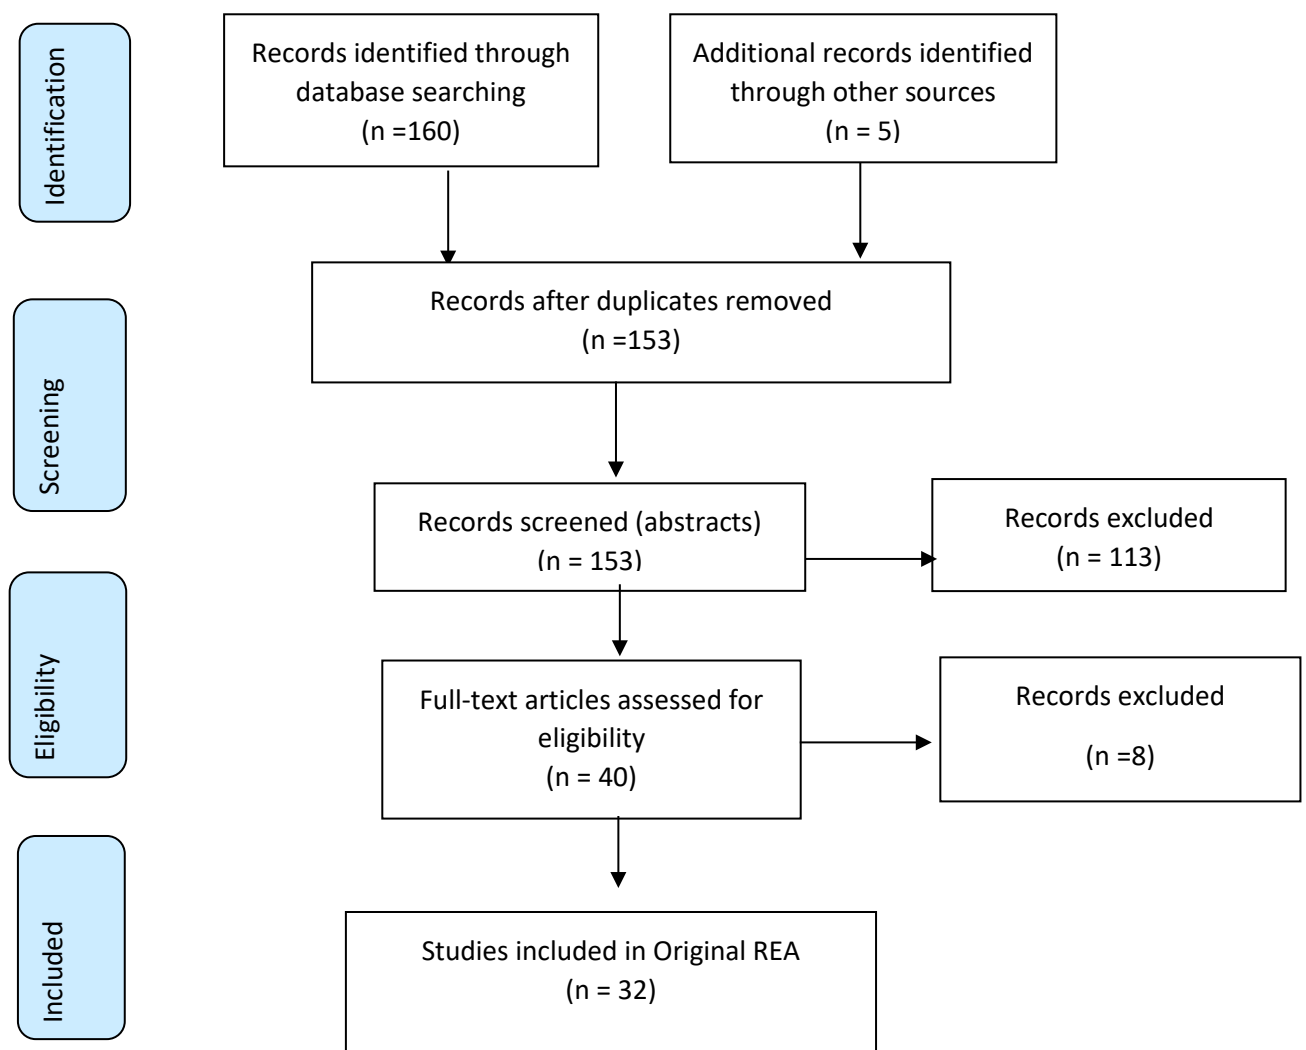 Identification
Records identified through
database searching
(n =160)
Additional records identified
through other sources
(n = 5)
Records after duplicates removed
(n =153)
Screening
Records screened (abstracts)
(n = 153)
Records excluded
(n = 113)
Eligibility
Full-text articles assessed for
eligibility
(n = 40)
Records excluded
(n =8)
Included
Studies included in Original REA
(n = 32)